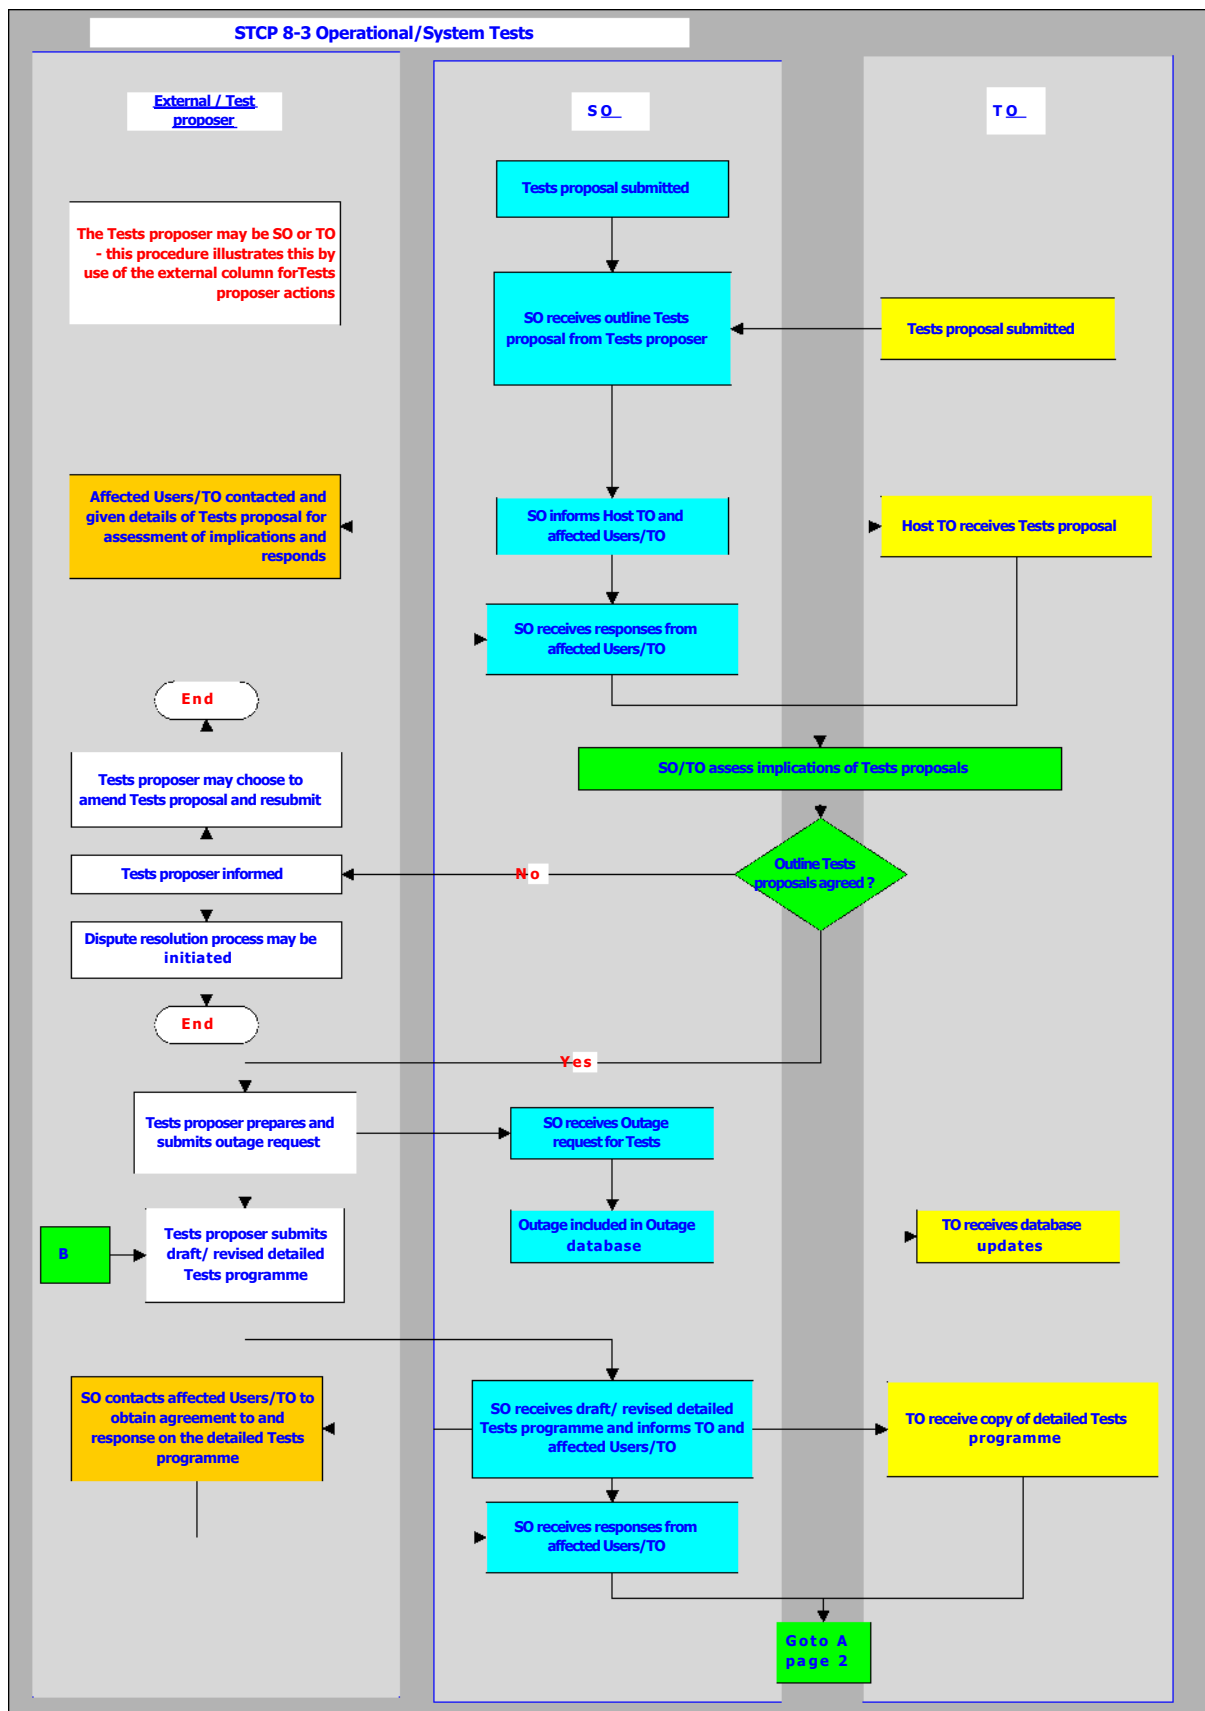 STCP 8-3 Operational/System Tests
External / Test
proposer
SO
TO
Tests proposal submitted
The Tests proposer may be SO or TO
- this procedure illustrates this by
use of the external column forTests
proposer actions
SO receives outline Tests
proposal from Tests proposer
Tests proposal submitted
Affected Users/TO contacted and
given details of Tests proposal for
assessment of implications and
responds
SO informs Host TO and
affected Users/TO
Host TO receives Tests proposal
SO receives responses from
affected Users/TO
End
Tests proposer may choose to
amend Tests proposal and resubmit
SO/TO assess implications of Tests proposals
Tests proposer informed
No
Outline Tests
proposals agreed ?
Dispute resolution process may be
initiated
End
Yes
Tests proposer prepares and
submits outage request
SO receives Outage
request for Tests
B
Tests proposer submits
draft/ revised detailed
Tests programme
Outage included in Outage
database
TO receives database
updates
SO contacts affected Users/TO to
obtain agreement to and
response on the detailed Tests
programme
SO receives draft/ revised detailed
Tests programme and informs TO and
affected Users/TO
TO receive copy of detailed Tests
programme
SO receives responses from
affected Users/TO
Goto A
page 2